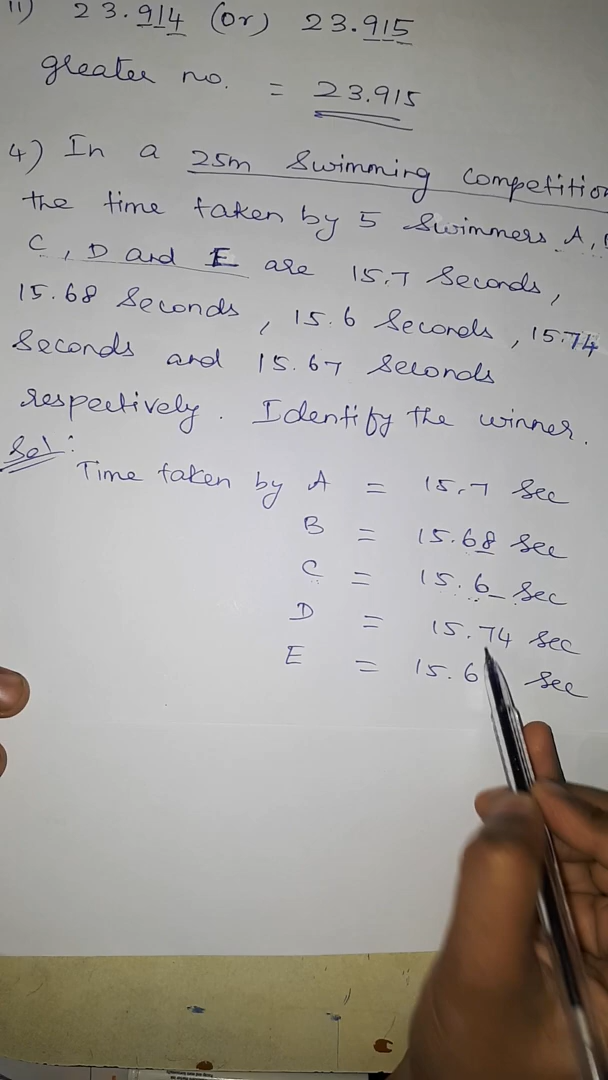 11) 23.914 (or) 23.915
greater no. = 23.915
4) In a 25m Swimming Competition
the time taken by 5 Swimmers A,
C, D and E are 15.7 Seconds,
15.68 Seconds, 15.6 Seconds, 15.74
Seconds and 15.67 Seconds
respectively. Identify the winner.
Sol:
Time taken by A = 15.7 Sec
B = 15.68 Sec
C = 15.6 Sec
D = 15.74 Sec
E = 15.6 Sec